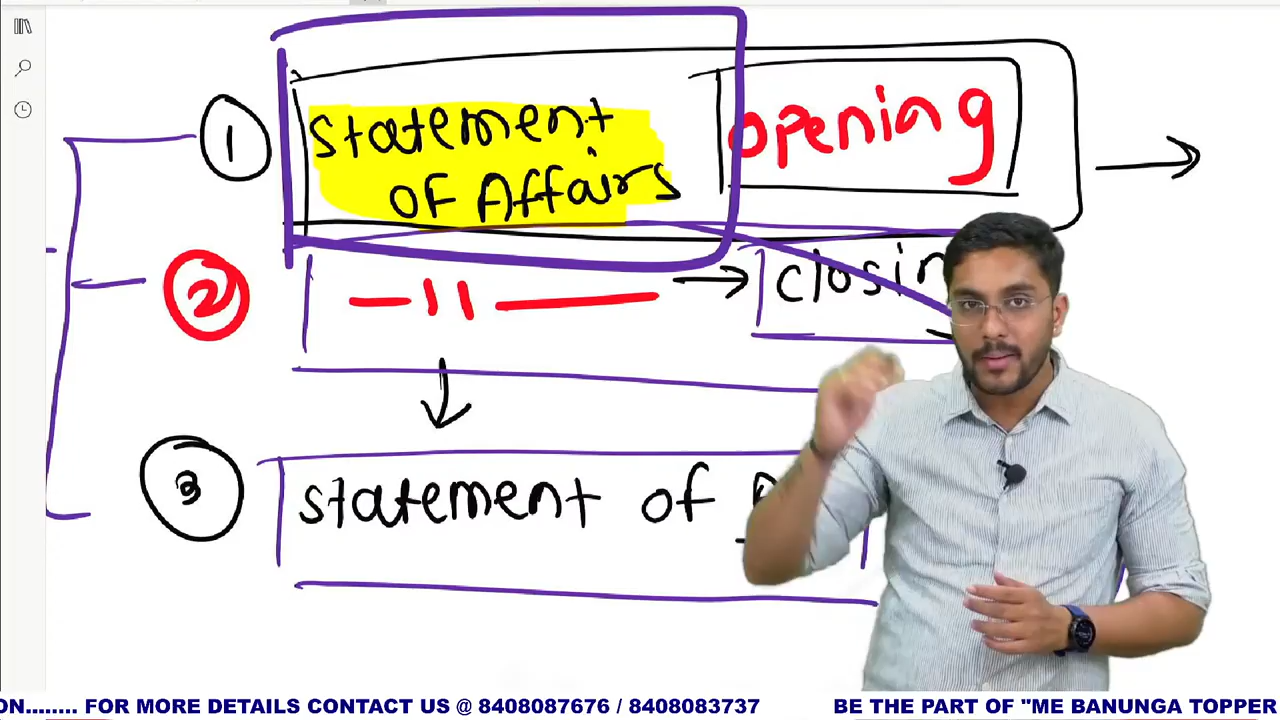 1 statement opening
OF Affairs
2 — 11 — → closin
3 statement of
ON........ FOR MORE DETAILS CONTACT US @ 8408087676 / 8408083737 BE THE PART OF "ME BANUNGA TOPPER